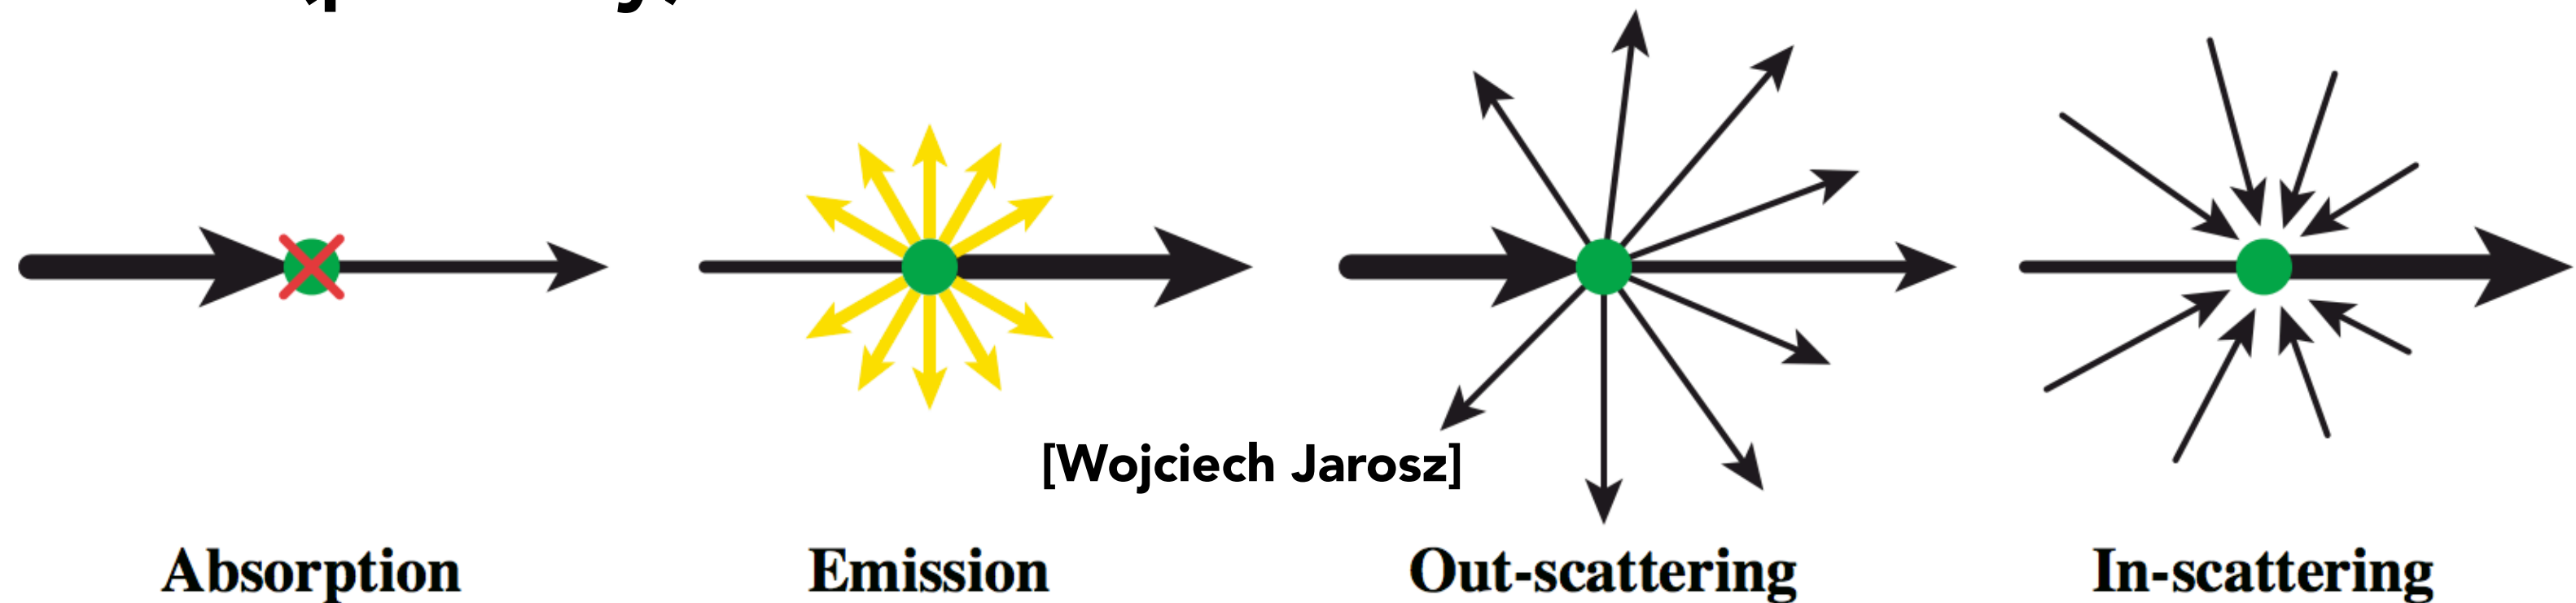 [Wojciech Jarosz]
Absorption
Emission
Out-scattering
In-scattering